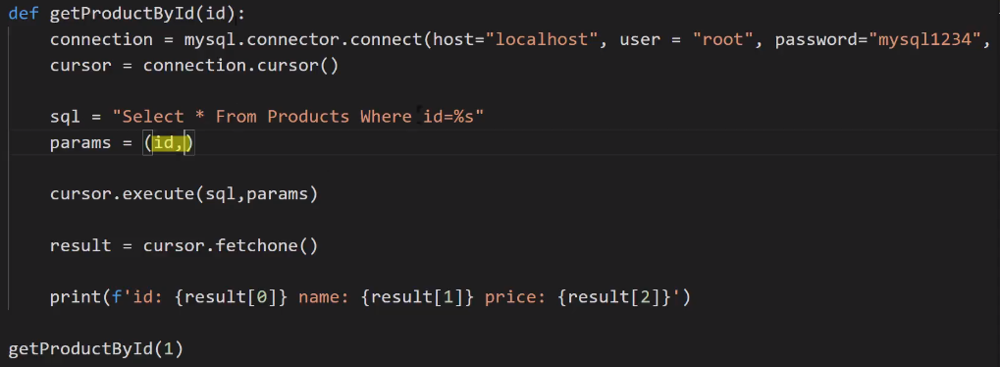 def getProductById(id):
connection = mysql.connector.connect(host="localhost", user = "root", password="mysql1234",
cursor = connection.cursor()
sql = "Select * From Products Where id=%s"
params = (id,)
cursor.execute(sql,params)
result = cursor.fetchone()
print(f'id: {result[0]} name: {result[1]} price: {result[2]}')
getProductById(1)